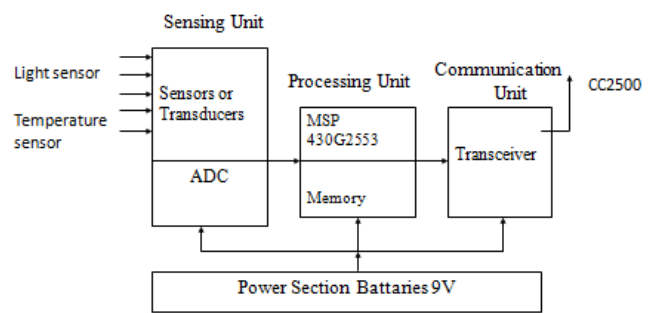 Sensing Unit
Light sensor
Temperature
sensor
Sensors or
Transducers
ADC
Processing Unit
MSP
430G2553
Memory
Communication
Unit
Transceiver
CC2500
Power Section Battaries 9V